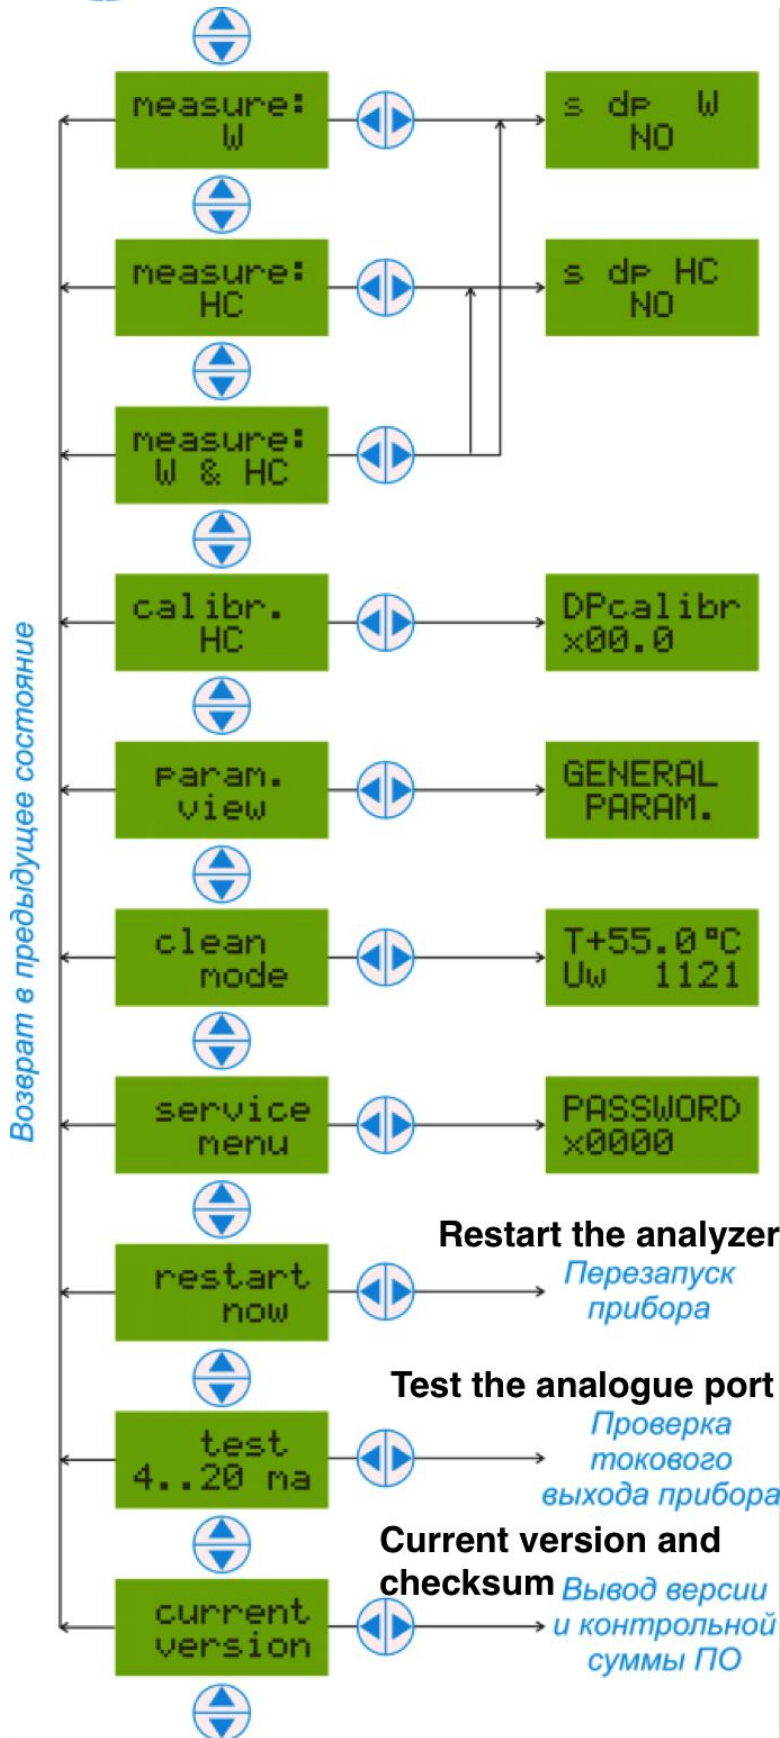 measure:
W
s dp W
NO
measure:
HC
s dp HC
NO
measure:
W & HC
calibr.
HC
DPcalibr
x00.0
param.
view
GENERAL
PARAM.
clean
mode
T+55.0°C
Uw 1121
service
menu
PASSWORD
x0000
Возврат в предыдущее состояние
restart
now
Restart the analyzer
Перезапуск
прибора
test
4..20 ma
Test the analogue port
Проверка
токового
выхода прибора
current
version
Current version and
checksum
Вывод версии
и контрольной
суммы ПО